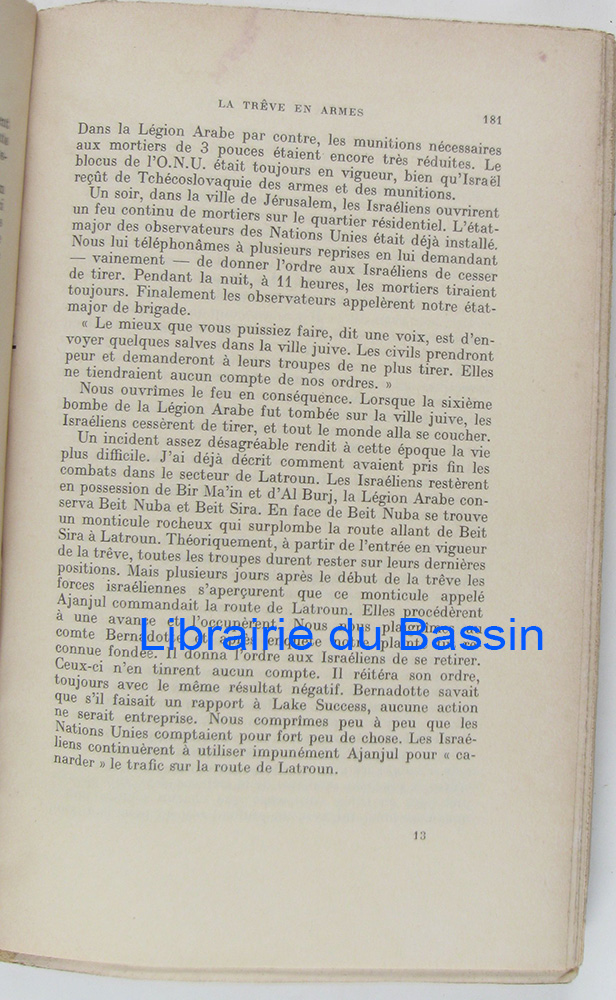 LA TRÊVE EN ARMES
181
Dans la Légion Arabe par contre, les munitions nécessaires
aux mortiers de 3 pouces étaient encore très réduites. Le
blocus de l'O.N.U. était toujours en vigueur, bien qu'Israël
reçût de Tchécoslovaquie des armes et des munitions.
Un soir, dans la ville de Jérusalem, les Israéliens ouvrirent
un feu continu de mortiers sur le quartier résidentiel. L'état-
major des observateurs des Nations Unies était déjà installé.
Nous lui téléphonâmes à plusieurs reprises en lui demandant
— vainement — de donner l'ordre aux Israéliens de cesser
de tirer. Pendant la nuit, à 11 heures, les mortiers tiraient
toujours. Finalement les observateurs appelèrent notre état-
major de brigade.
« Le mieux que vous puissiez faire, dit une voix, est d'en-
voyer quelques salves dans la ville juive. Les civils prendront
peur et demanderont à leurs troupes de ne plus tirer. Elles
ne tiendraient aucun compte de nos ordres. »
Nous ouvrîmes le feu en conséquence. Lorsque la sixième
bombe de la Légion Arabe fut tombée sur la ville juive, les
Israéliens cessèrent de tirer, et tout le monde alla se coucher.
Un incident assez désagréable rendit à cette époque la vie
plus difficile. J'ai déjà décrit comment avaient pris fin les
combats dans le secteur de Latroun. Les Israéliens restèrent
en possession de Bir Ma'in et d'Al Burj, la Légion Arabe con-
serva Beit Nuba et Beit Sira. En face de Beit Nuba se trouve
un monticule rocheux qui surplombe la route allant de Beit
Sira à Latroun. Théoriquement, à partir de l'entrée en vigueur
de la trêve, toutes les troupes durent rester sur leurs dernières
positions. Mais plusieurs jours après le début de la trêve les
forces israéliennes s'aperçurent que ce monticule appelé
Ajanjul commandait la route de Latroun. Elles procédèrent
à une avance et l'occupèrent. Nous nous plaignîmes au
comte Bernadotte et après enquête notre plainte fut re-
connue fondée. Il donna l'ordre aux Israéliens de se retirer.
Ceux-ci n'en tinrent aucun compte. Il réitéra son ordre,
toujours avec le même résultat négatif. Bernadotte savait
que s'il faisait un rapport à Lake Success, aucune action
ne serait entreprise. Nous comprîmes peu à peu que les
Nations Unies comptaient pour fort peu de chose. Les Israé-
liens continuèrent à utiliser impunément Ajanjul pour « ca-
narder » le trafic sur la route de Latroun.
13
Librairie du Bassin